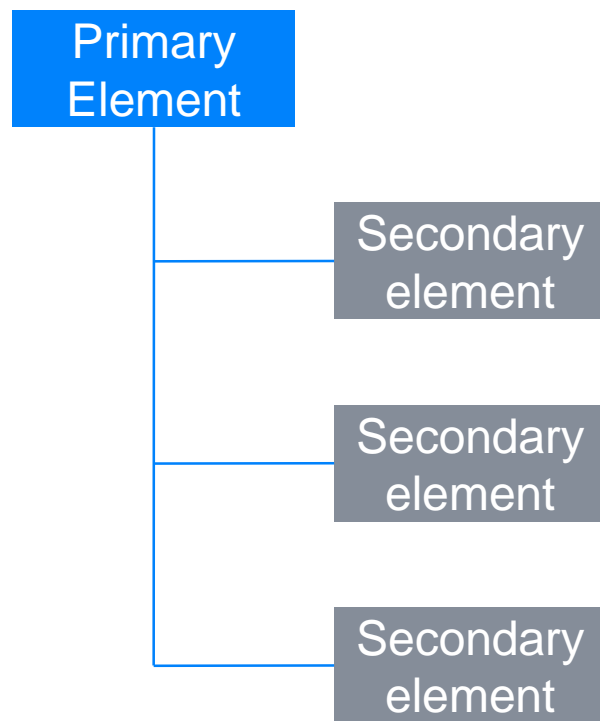 Primary
Element
Secondary
element
Secondary
element
Secondary
element